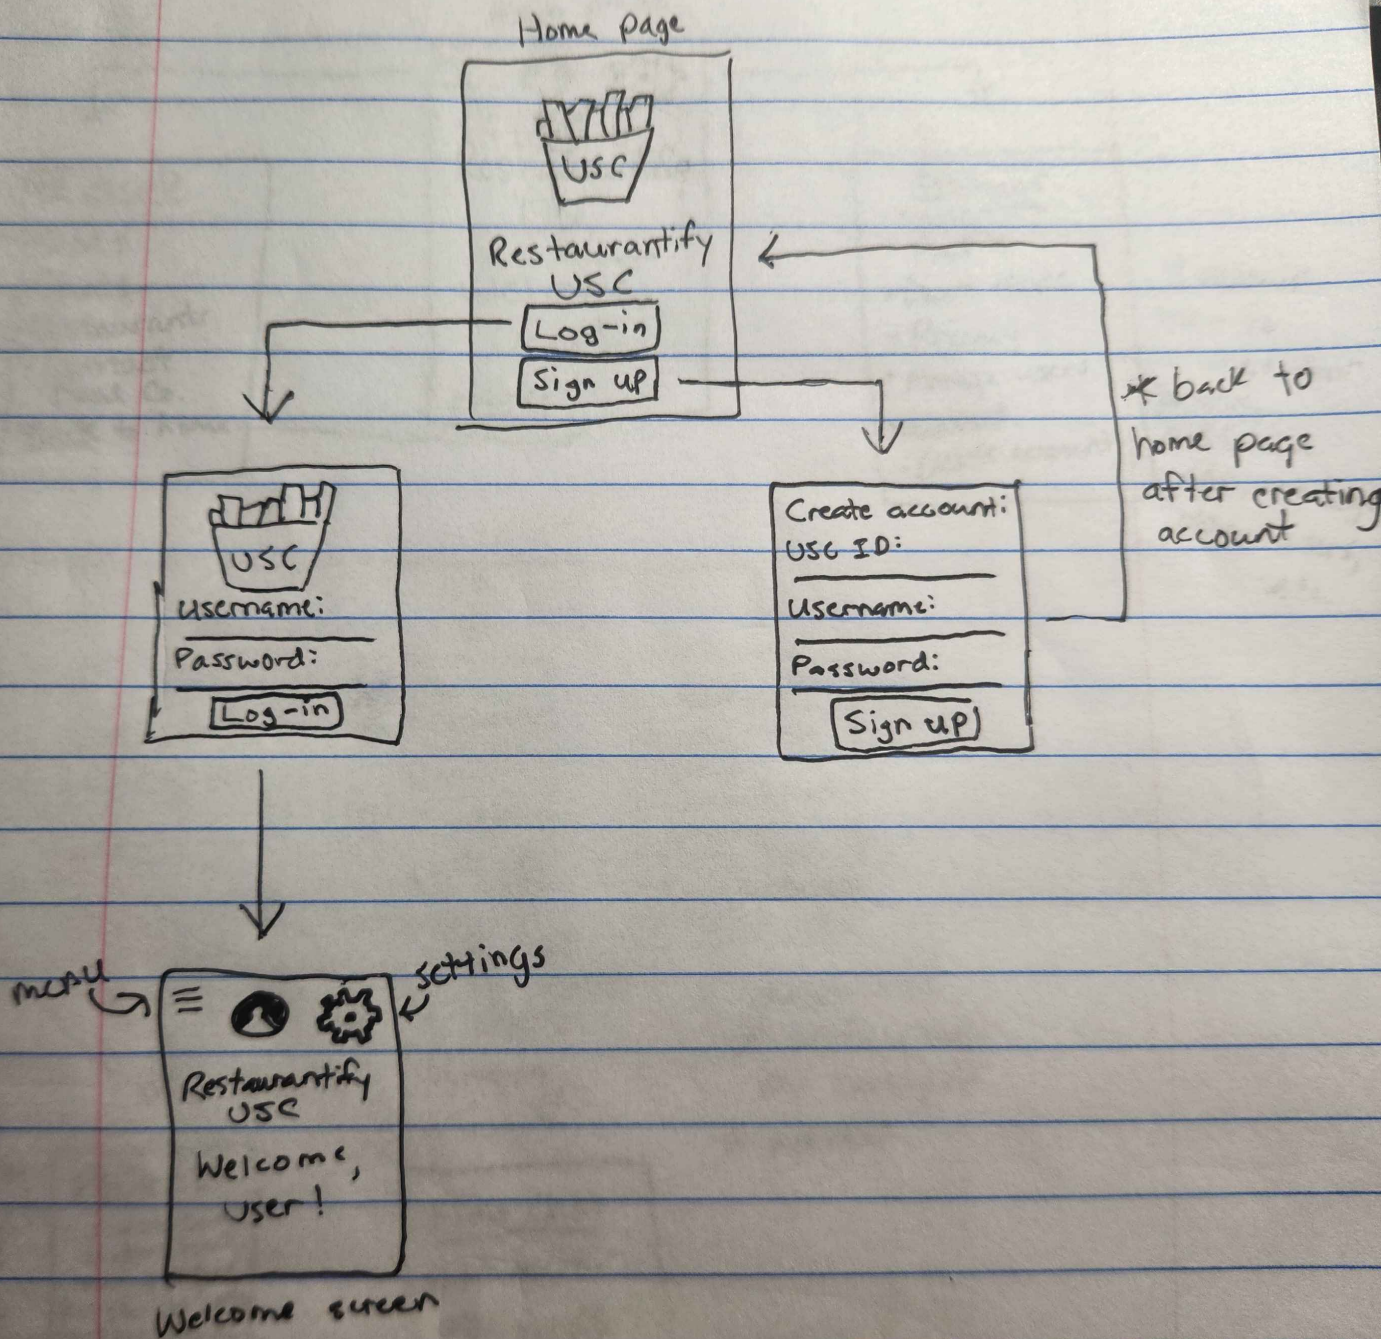 Home page
USC
Restaurantify
USC
Log-in
Sign up
* back to
home page
after creating
account
USC
Username:
Password:
Log-in
Create account:
USC ID:
Username:
Password:
Sign up
menu
settings
Restaurantify
USC
Welcome,
user!
Welcome screen